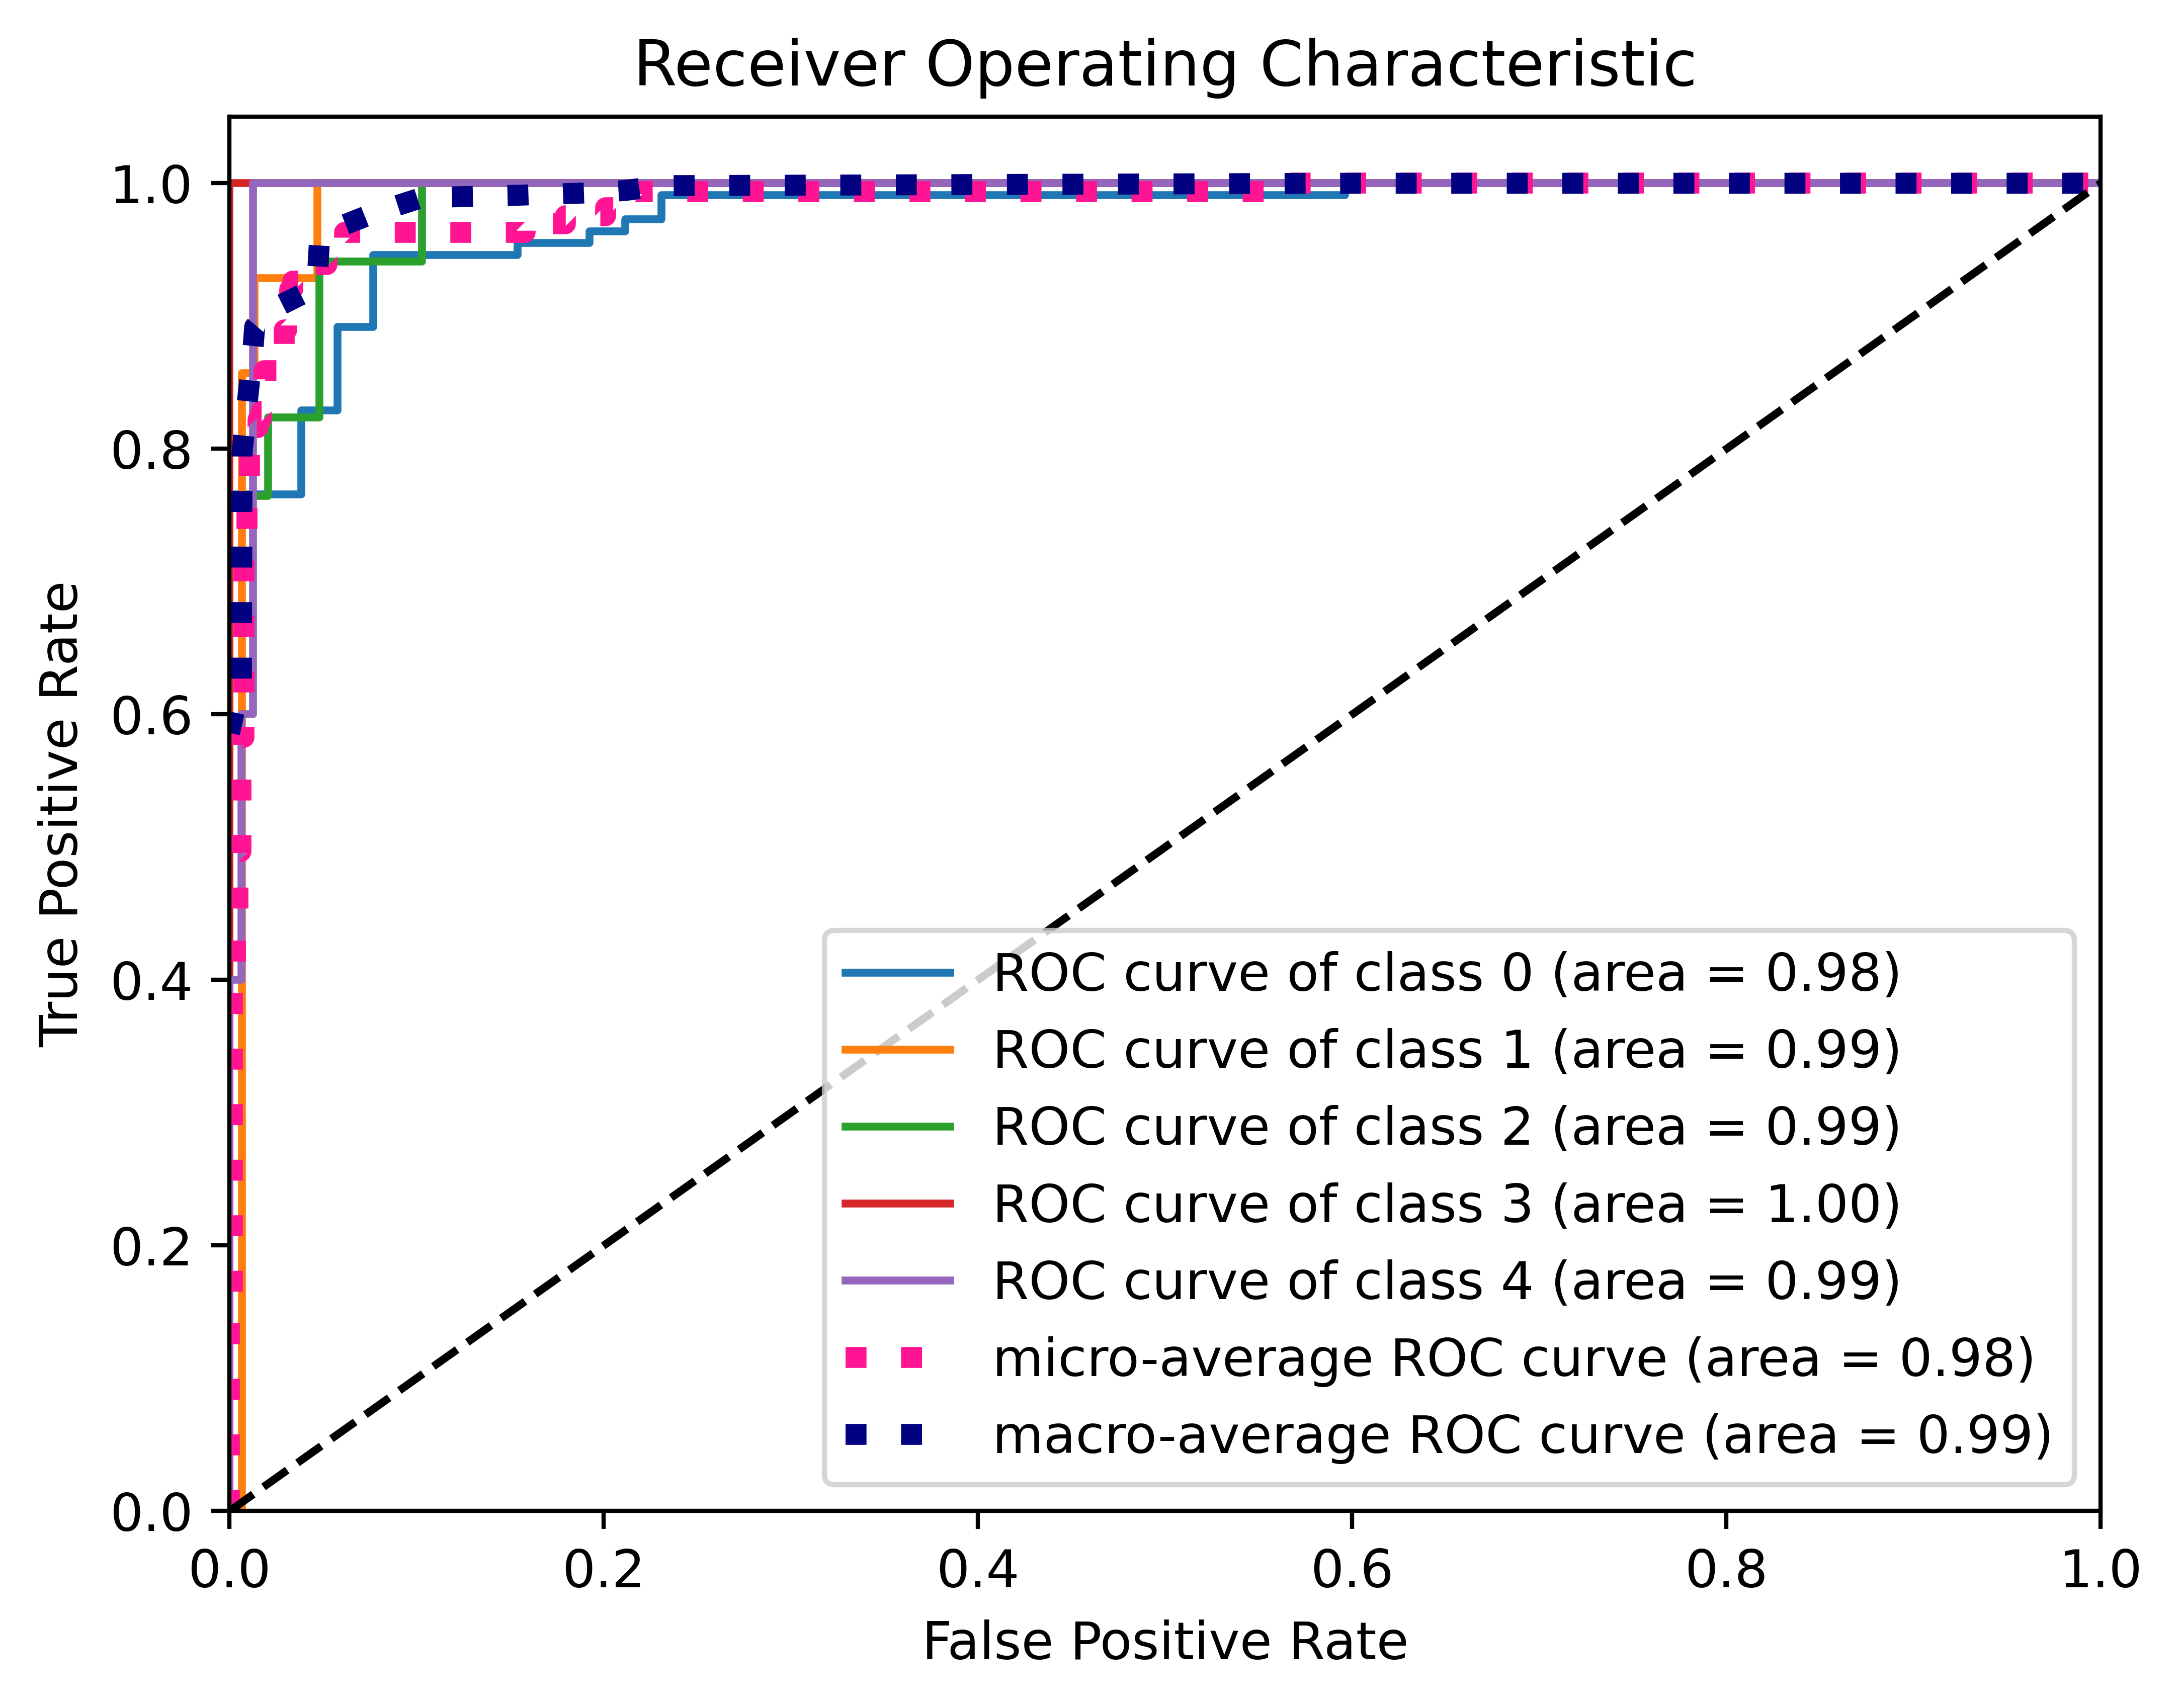 Receiver Operating Characteristic
1.0
0.8
0.6
0.4
0.2
0.0
True Positive Rate
ROC curve of class 0 (area = 0.98)
ROC curve of class 1 (area = 0.99)
ROC curve of class 2 (area = 0.99)
ROC curve of class 3 (area = 1.00)
ROC curve of class 4 (area = 0.99)
micro-average ROC curve (area = 0.98)
macro-average ROC curve (area = 0.99)
0.0 0.2 0.4 0.6 0.8 1.0
False Positive Rate